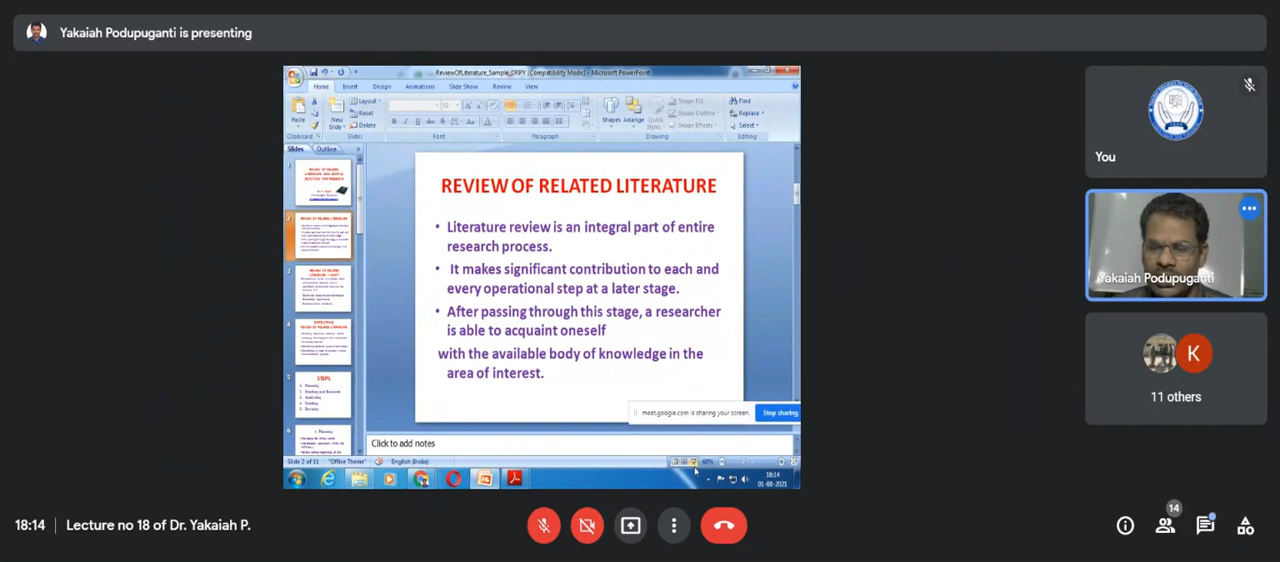 Yakaiah Podupuganti is presenting
ReviewOfLiterature_Sample_DRPY [Compatibility Mode] - Microsoft PowerPoint
Home Insert Design Animations Slide Show Review View
Paste
New Slide
Layout
Reset
Delete
Shapes Arrange Quick Styles
Shape Fill
Shape Outline
Shape Effects
Find
Replace
Select
Clipboard Slides Font Paragraph Drawing Editing
Slides Outline
REVIEW OF RELATED LITERATURE
• Literature review is an integral part of entire
research process.
• It makes significant contribution to each and
every operational step at a later stage.
• After passing through this stage, a researcher
is able to acquaint oneself
with the available body of knowledge in the
area of interest.
STEPS
meet.google.com is sharing your screen.
Stop sharing
Click to add notes
Slide 2 of 11 "Office Theme" English (India) 60%
18:14
01-08-2021
You
Yakaiah Podupuganti
K
11 others
18:14 | Lecture no 18 of Dr. Yakaiah P.
14